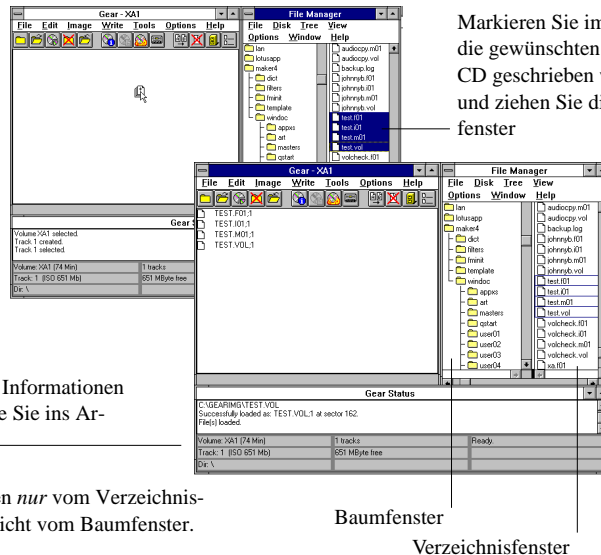 Gear - XA1
File Edit Image Write Tools Options Help
File Manager
File Disk Tree View
Options Window Help
lan
lotusapp
maker4
dict
filters
fminit
template
windoc
appxs
art
masters
qstart
audiocpy.m01
audiocpy.vol
backup.log
johnnyb.f01
johnnyb.i01
johnnyb.m01
johnnyb.vol
test.f01
test.i01
test.m01
test.vol
volcheck.f01
Markieren Sie im
die gewünschten
CD geschrieben
und ziehen Sie di
fenster
Gear S
Volume XA1 selected.
Track 1 created.
Track 1 selected.
Volume: XA1 (74 Min)
1 tracks
Track: 1 (ISO 651 Mb)
651 MByte free
Dir: \
Gear - XA1
File Edit Image Write Tools Options Help
TEST.F01;1
TEST.I01;1
TEST.M01;1
TEST.VOL;1
File Manager
File Disk Tree View
Options Window Help
lan
lotusapp
maker4
dict
filters
fminit
template
windoc
appxs
art
masters
qstart
user01
user02
user03
user04
audiocpy.m01
audiocpy.vol
backup.log
johnnyb.f01
johnnyb.i01
johnnyb.m01
johnnyb.vol
test.f01
test.i01
test.m01
test.vol
volcheck.f01
volcheck.i01
volcheck.m01
volcheck.vol
xa.f01
Gear Status
C:\GEARIMG\TEST.VOL
Successfully loaded as: TEST.VOL;1 at sector 162.
File(s) loaded.
Volume: XA1 (74 Min)
1 tracks
Ready.
Track: 1 (ISO 651 Mb)
651 MByte free
Dir: \
Informationen
e Sie ins Ar-
en nur vom Verzeichnis-
icht vom Baumfenster.
Baumfenster
Verzeichnisfenster